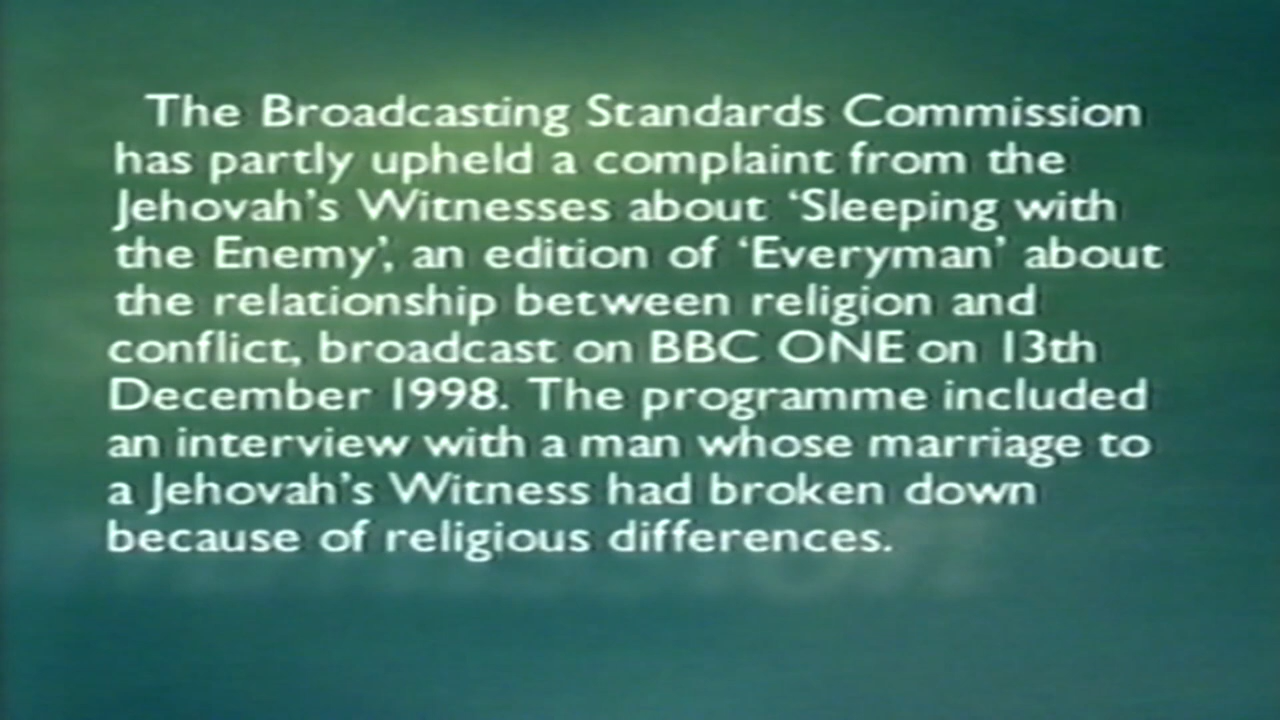 The Broadcasting Standards Commission
has partly upheld a complaint from the
Jehovah's Witnesses about ‘Sleeping with
the Enemy’, an edition of ‘Everyman’ about
the relationship between religion and
conflict, broadcast on BBC ONE on 13th
December 1998. The programme included
an interview with a man whose marriage to
a Jehovah's Witness had broken down
because of religious differences.